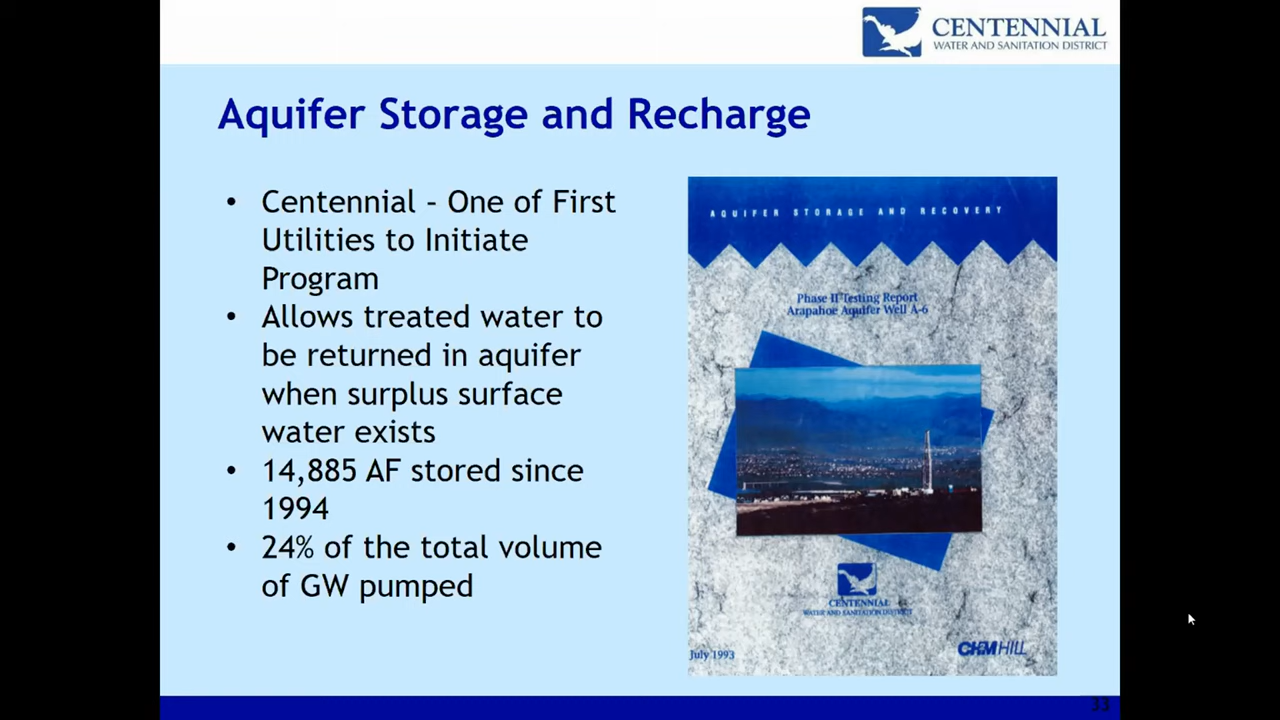 CENTENNIAL
WATER AND SANITATION DISTRICT
Aquifer Storage and Recharge
• Centennial – One of First
Utilities to Initiate
Program
• Allows treated water to
be returned in aquifer
when surplus surface
water exists
• 14,885 AF stored since
1994
• 24% of the total volume
of GW pumped
AQUIFER STORAGE AND RECOVERY
Phase II Testing Report
Arapahoe Aquifer Well A-6
CENTENNIAL
WATER AND SANITATION DISTRICT
July 1993
CH2M HILL
33